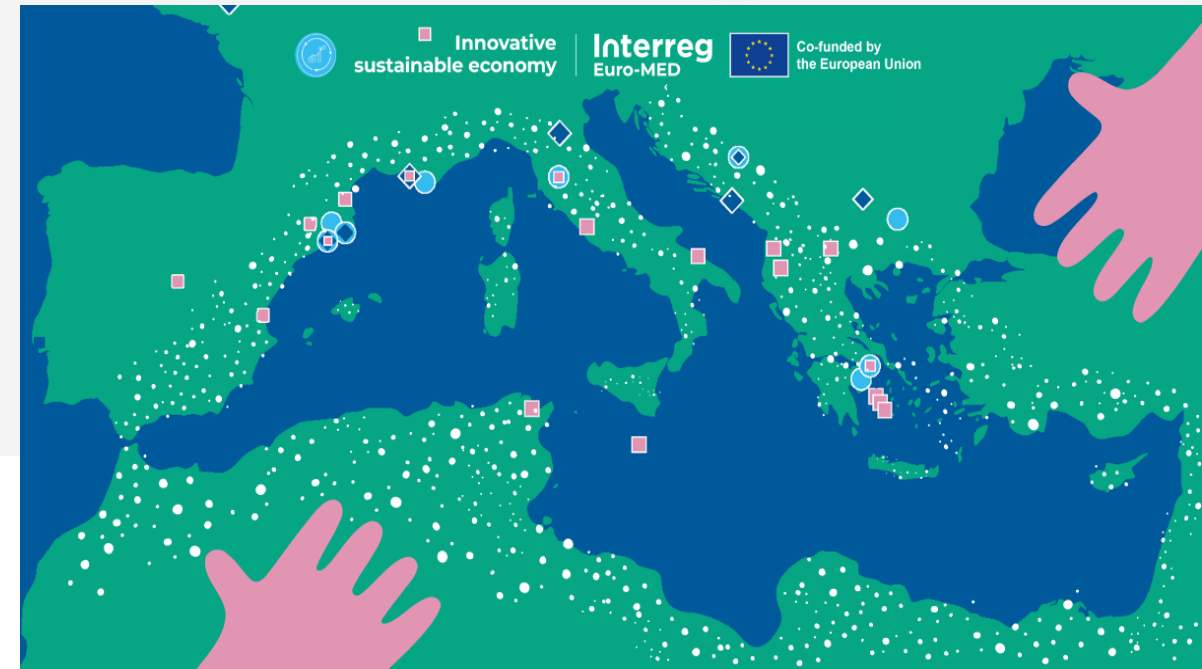 Innovative
sustainable economy
Interreg
Euro-MED
Co-funded by
the European Union